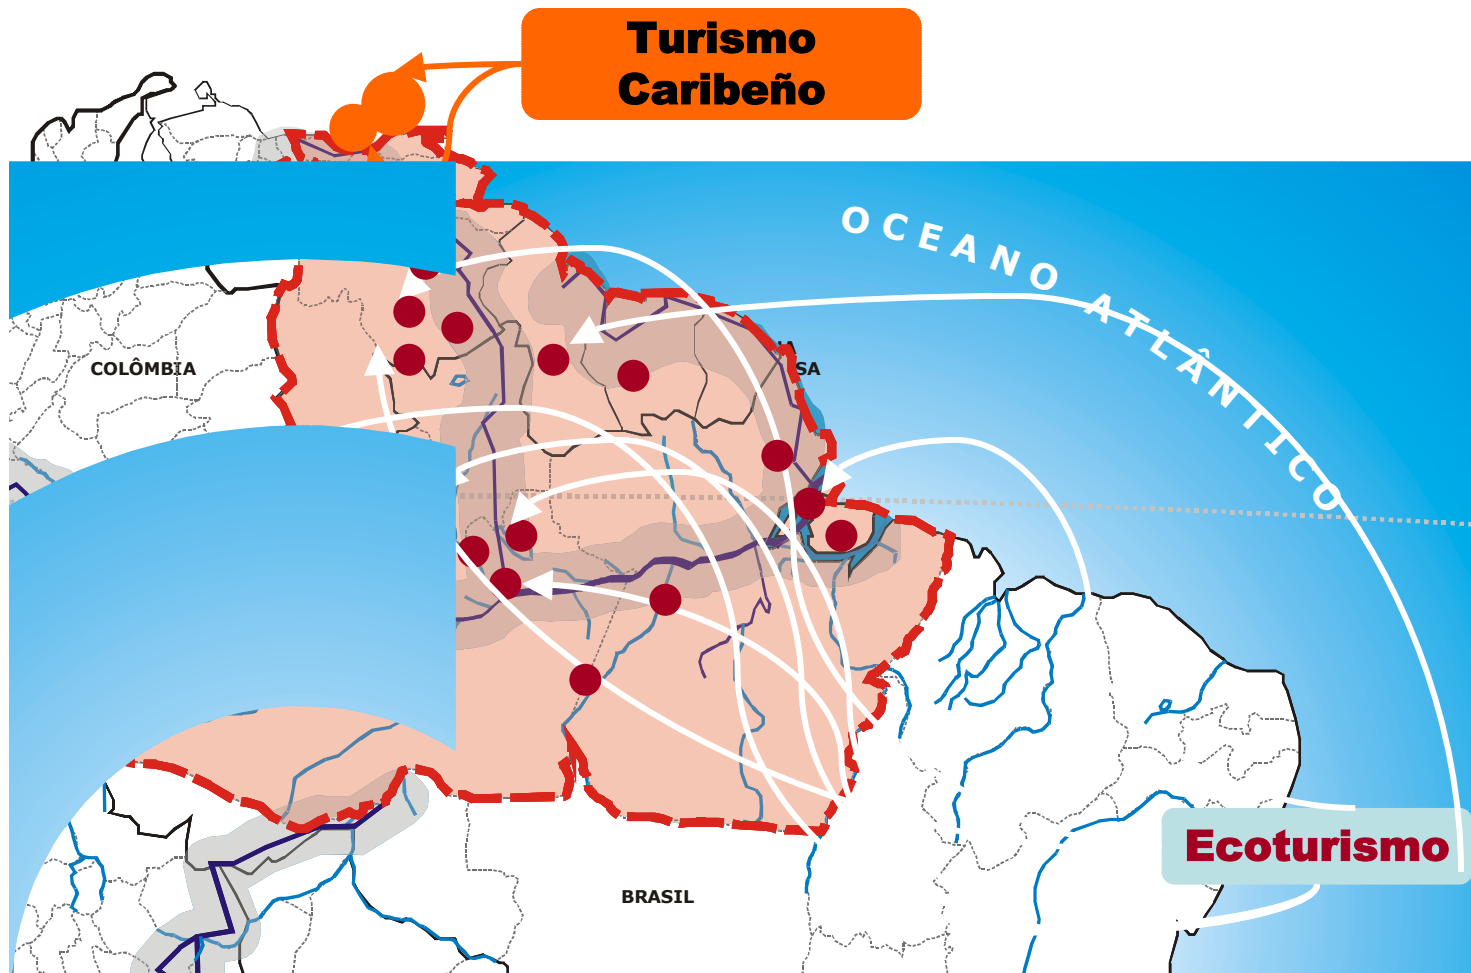 Turismo
Caribeño
OCEANO ATLÂNTICO
COLÔMBIA
Ecoturismo
BRASIL